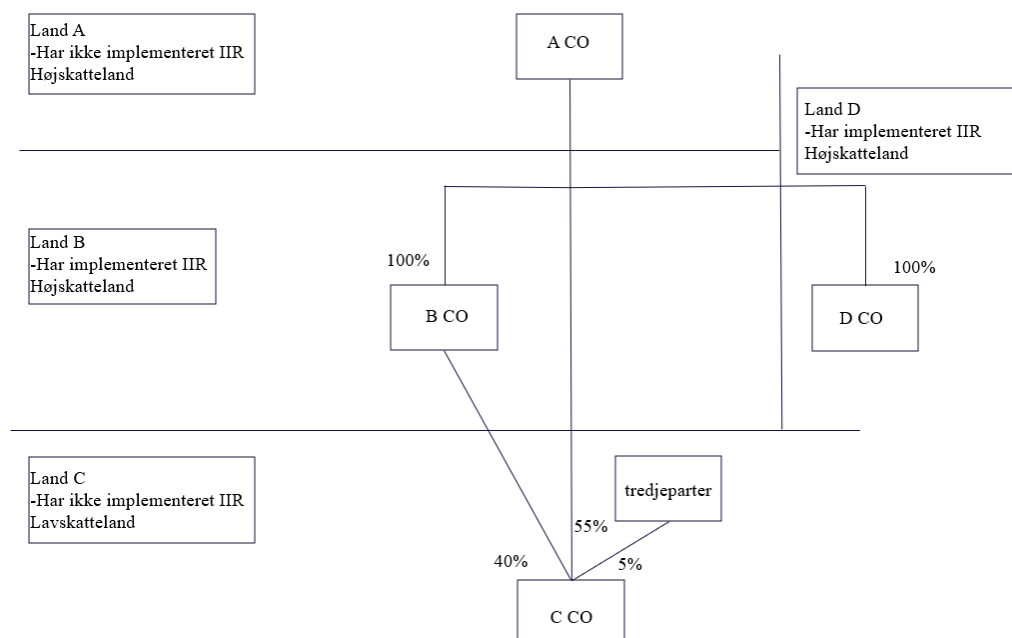 Land A
-Har ikke implementeret IIR
Højskatteland
A CO
Land D
-Har implementeret IIR
Højskatteland
Land B
-Har implementeret IIR
Højskatteland
100%
100%
B CO
D CO
Land C
-Har ikke implementeret IIR
Lavskatteland
tredjeparter
55%
40%
5%
C CO